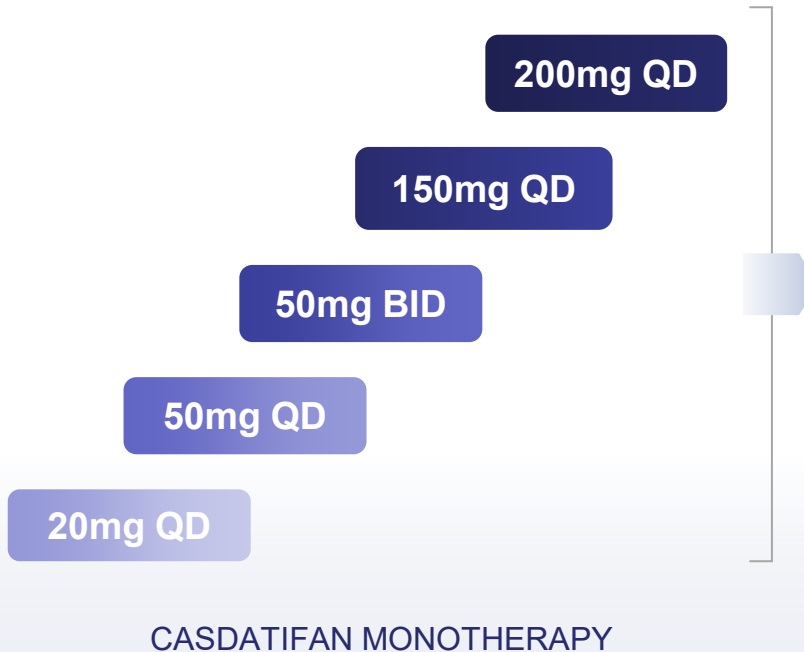 200mg QD
150mg QD
50mg BID
50mg QD
20mg QD
CASDATIFAN MONOTHERAPY